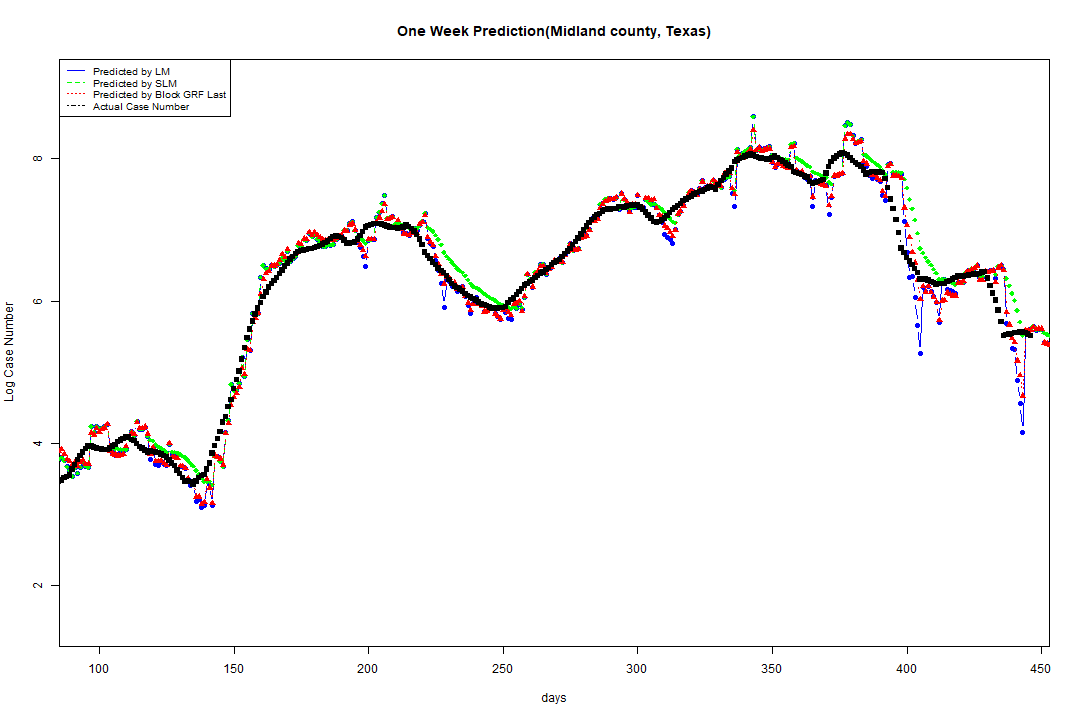 One Week Prediction(Midland county, Texas)
Predicted by LM
Predicted by SLM
Predicted by Block GRF Last
Actual Case Number
8
6
4
2
Log Case Number
100 150 200 250 300 350 400 450
days